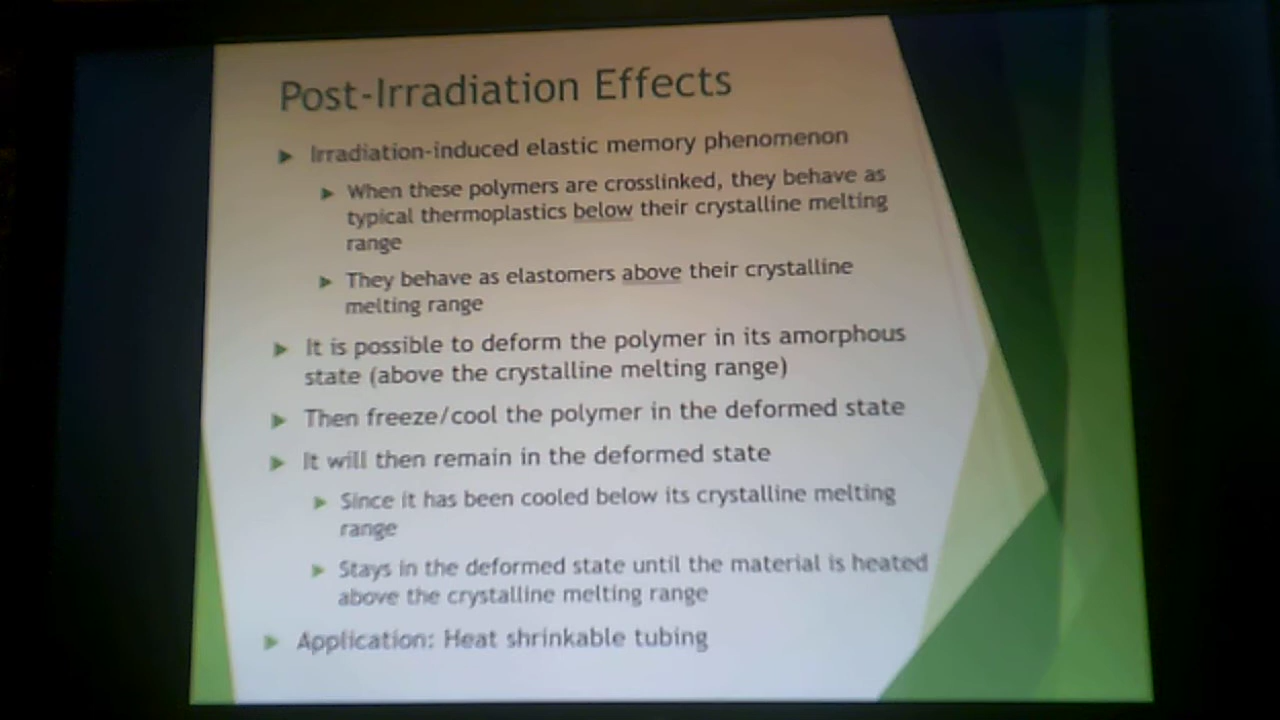 Post-Irradiation Effects
Irradiation-induced elastic memory phenomenon
When these polymers are crosslinked, they behave as
typical thermoplastics below their crystalline melting
range
They behave as elastomers above their crystalline
melting range
It is possible to deform the polymer in its amorphous
state (above the crystalline melting range)
Then freeze/cool the polymer in the deformed state
It will then remain in the deformed state
Since it has been cooled below its crystalline melting
range
Stays in the deformed state until the material is heated
above the crystalline melting range
Application: Heat shrinkable tubing